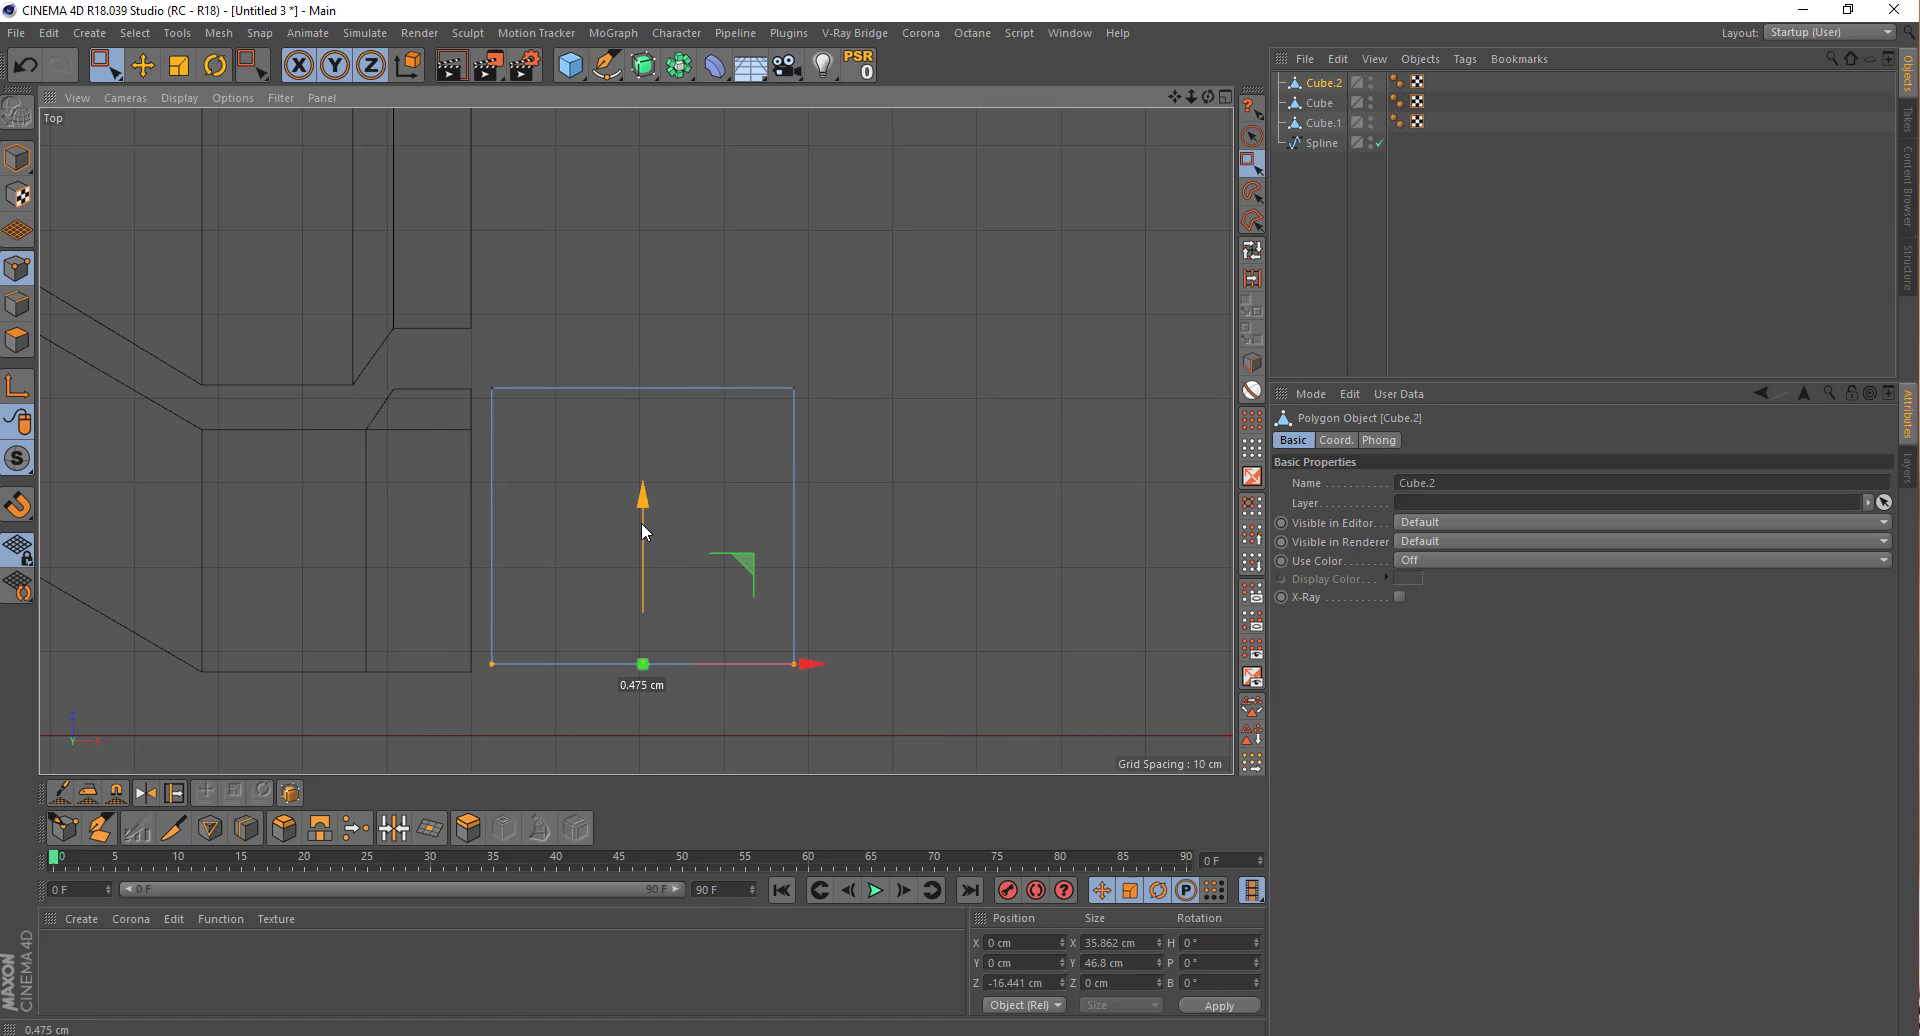 CINEMA 4D R18.039 Studio (RC - R18) - [Untitled 3 *] - Main
File Edit Create Select Tools Mesh Snap Animate Simulate Render Sculpt Motion Tracker MoGraph Character Pipeline Plugins V-Ray Bridge Corona Octane Script Window Help
Layout: Startup (User)
X Y Z PSR 0
File Edit View Objects Tags Bookmarks
Objects
Takes
Content Browser
Structure
Cube.2
Cube
Cube.1
Spline
View Cameras Display Options Filter Panel
Top
0.475 cm
Y X
Grid Spacing : 10 cm
Mode Edit User Data
Attributes
Layers
Polygon Object [Cube.2]
Basic Coord. Phong
Basic Properties
Name . . . . . . . . . . . Cube.2
Layer . . . . . . . . . . .
Visible in Editor . . . Default
Visible in Renderer Default
Use Color . . . . . . . Off
Display Color . . .
X-Ray . . . . . . . . . . .
0 5 10 15 20 25 30 35 40 45 50 55 60 65 70 75 80 85 90 0 F
0 F 0 F 90 F 90 F
Create Corona Edit Function Texture
Position Size Rotation
X 0 cm X 35.862 cm H 0 °
Y 0 cm Y 46.8 cm P 0 °
Z -16.441 cm Z 0 cm B 0 °
Object (Rel) Size Apply
MAXON
CINEMA 4D
0.475 cm